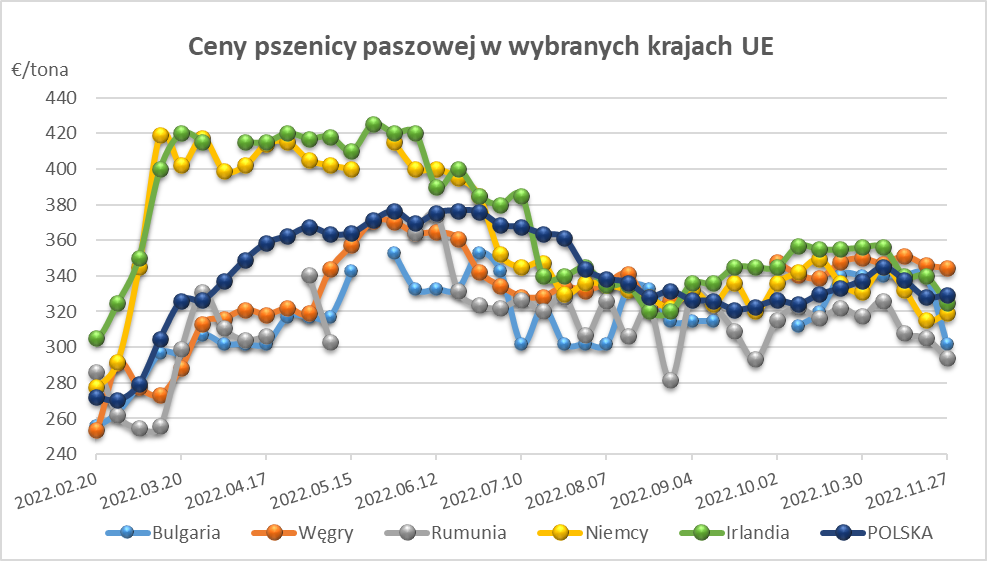 Ceny pszenicy paszowej w wybranych krajach UE
€/tona
440
420
400
380
360
340
320
300
280
260
240
2022.02.20 2022.03.20 2022.04.17 2022.05.15 2022.06.12 2022.07.10 2022.08.07 2022.09.04 2022.10.02 2022.10.30 2022.11.27
Bulgaria Węgry Rumunia Niemcy Irlandia POLSKA